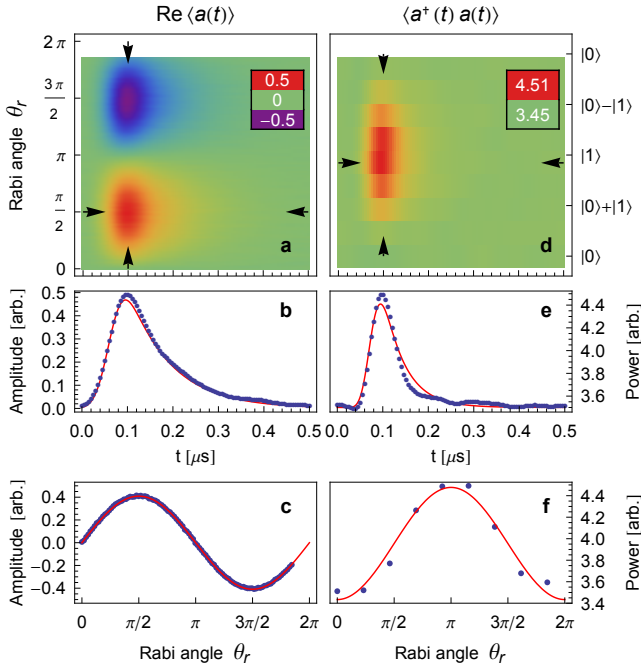 Re ⟨a(t)⟩
⟨a† (t) a(t)⟩
Rabi angle θr
2π
3π/2
π
π/2
0
0.5
0
−0.5
a
4.51
3.45
d
|0⟩
|0⟩−|1⟩
|1⟩
|0⟩+|1⟩
|0⟩
Amplitude [arb.]
0.5
0.4
0.3
0.2
0.1
0.0
b
0.0 0.1 0.2 0.3 0.4 0.5
t [μs]
e
4.4
4.2
4.0
3.8
3.6
Power [arb.]
0.0 0.1 0.2 0.3 0.4 0.5
t [μs]
Amplitude [arb.]
0.4
0.2
0.0
−0.2
−0.4
c
0 π/2 π 3π/2 2π
Rabi angle θr
f
4.4
4.2
4.0
3.8
3.6
3.4
Power [arb.]
0 π/2 π 3π/2 2π
Rabi angle θr